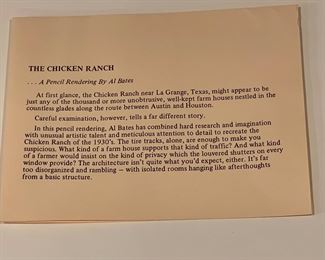 THE CHICKEN RANCH
. . . A Pencil Rendering By Al Bates
At first glance, the Chicken Ranch near La Grange, Texas, might appear to be
just any of the thousand or more unobtrusive, well-kept farm houses nestled in the
countless glades along the route between Austin and Houston.
Careful examination, however, tells a far different story.
In this pencil rendering, Al Bates has combined hard research and imagination
with unusual artistic talent and meticulous attention to detail to recreate the
Chicken Ranch of the 1930's. The tire tracks, alone, are enough to make you
suspicious. What kind of a farm house supports that kind of traffic? And what kind
of a farmer would insist on the kind of privacy which the louvered shutters on every
window provide? The architecture isn't quite what you'd expect, either. It's far
too disorganized and rambling – with isolated rooms hanging like afterthoughts
from a basic structure.